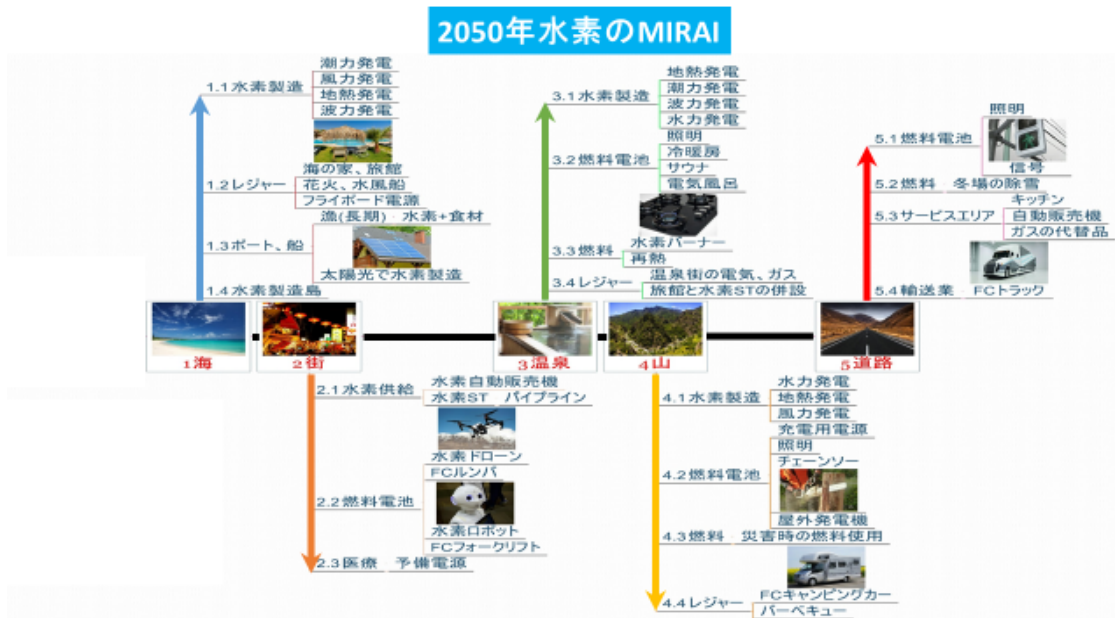 2050年水素のMIRAI
1.1水素製造
潮力発電
風力発電
地熱発電
波力発電
1.2レジャー
海の家、旅館
花火、水風船
フライボード電源
1.3ボート、船
漁(長期) 水素+食材
太陽光で水素製造
1.4水素製造島
1海
2街
2.1水素供給
水素自動販売機
水素ST パイプライン
2.2燃料電池
水素ドローン
FCルンバ
水素ロボット
FCフォークリフト
2.3医療 予備電源
3.1水素製造
地熱発電
潮力発電
波力発電
水力発電
3.2燃料電池
照明
冷暖房
サウナ
電気風呂
3.3燃料
水素バーナー
再熱
3.4レジャー
温泉街の電気、ガス
旅館と水素STの併設
3温泉
4山
4.1水素製造
水力発電
地熱発電
風力発電
4.2燃料電池
充電用電源
照明
チェーンソー
屋外発電機
4.3燃料 災害時の燃料使用
4.4レジャー
FCキャンピングカー
バーベキュー
5.1燃料電池
照明
信号
5.2燃料 冬場の除雪
5.3サービスエリア
キッチン
自動販売機
ガスの代替品
5.4輸送業 FCトラック
5道路